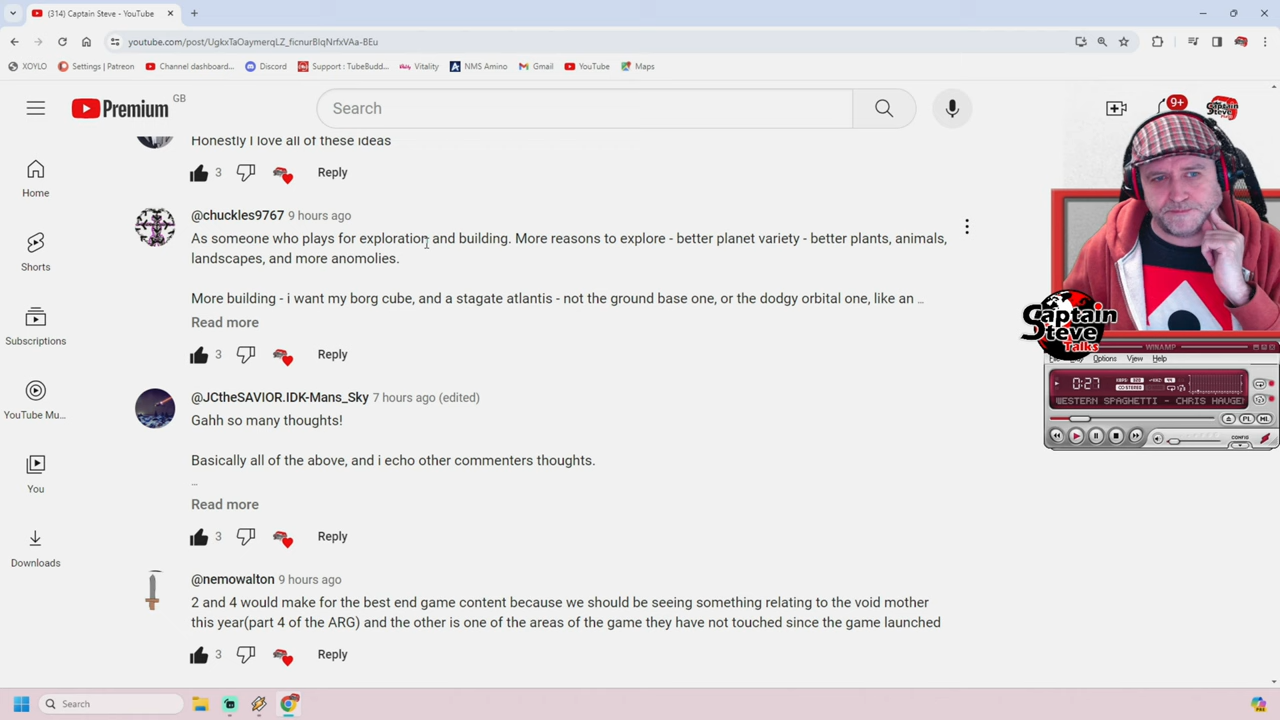 (314) Captain Steve - YouTube
youtube.com/post/UgkxTaOaymerqLZ_ficnurBIqNrfxVAa-BEu
XOYLO
Settings | Patreon
Channel dashboard...
Discord
Support : TubeBudd...
Vitality
NMS Amino
Gmail
YouTube
Maps
Premium GB
Search
9+
Home
Shorts
Subscriptions
YouTube Mu...
You
Downloads
Honestly I love all of these ideas
3 Reply
@chuckles9767 9 hours ago
As someone who plays for exploration and building. More reasons to explore - better planet variety - better plants, animals,
landscapes, and more anomolies.
More building - i want my borg cube, and a stagate atlantis - not the ground base one, or the dodgy orbital one, like an ...
Read more
3 Reply
@JCtheSAVIOR.IDK-Mans_Sky 7 hours ago (edited)
Gahh so many thoughts!
Basically all of the above, and i echo other commenters thoughts.
...
Read more
3 Reply
@nemowalton 9 hours ago
2 and 4 would make for the best end game content because we should be seeing something relating to the void mother
this year(part 4 of the ARG) and the other is one of the areas of the game they have not touched since the game launched
3 Reply
Captain
Steve
Talks
WINAMP
Options View Help
0:27
STEREO
WESTERN SPAGHETTI - CHRIS HAUGE
PL ML
CONFIG
Search